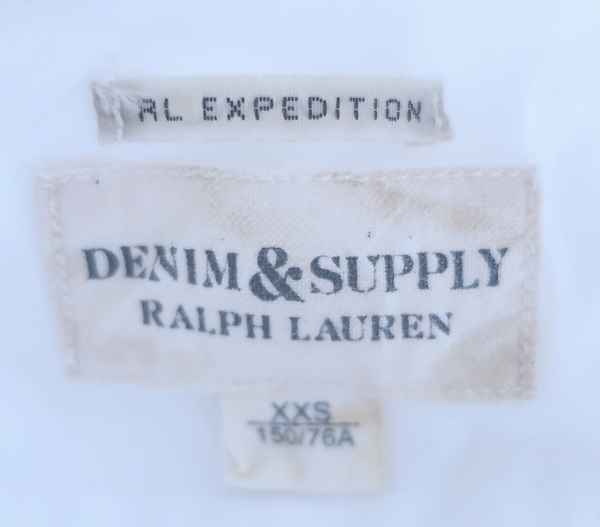 RL EXPEDITION
DENIM & SUPPLY
RALPH LAUREN
XXS
150/76A